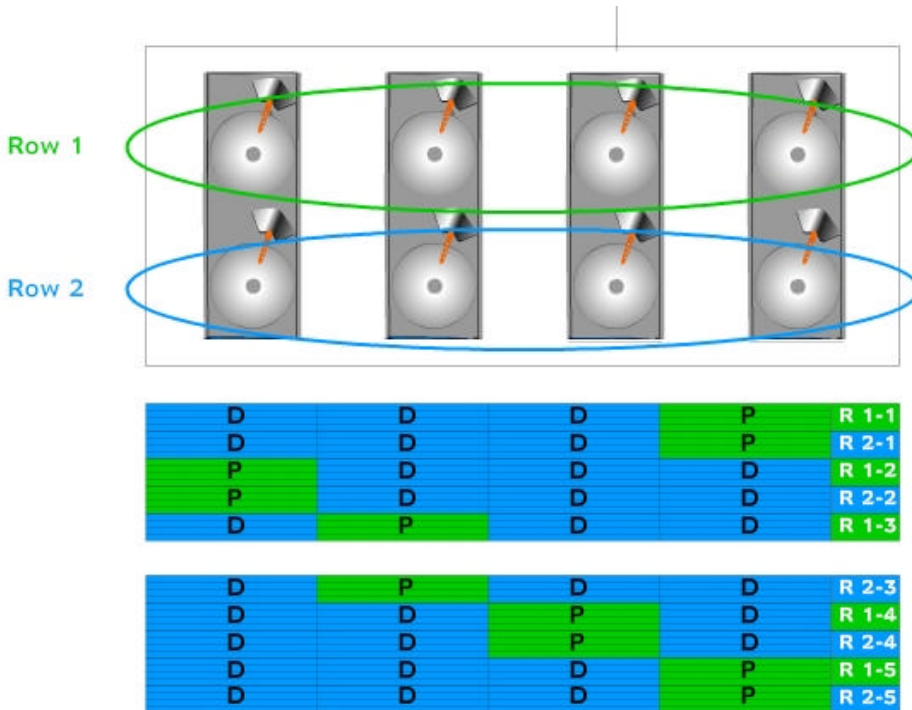 Row 1
Row 2
D D D P R 1-1
D D D P R 2-1
P D D D R 1-2
P D D D R 2-2
D P D D R 1-3
D P D D R 2-3
D D P D R 1-4
D D P D R 2-4
D D D P R 1-5
D D D P R 2-5